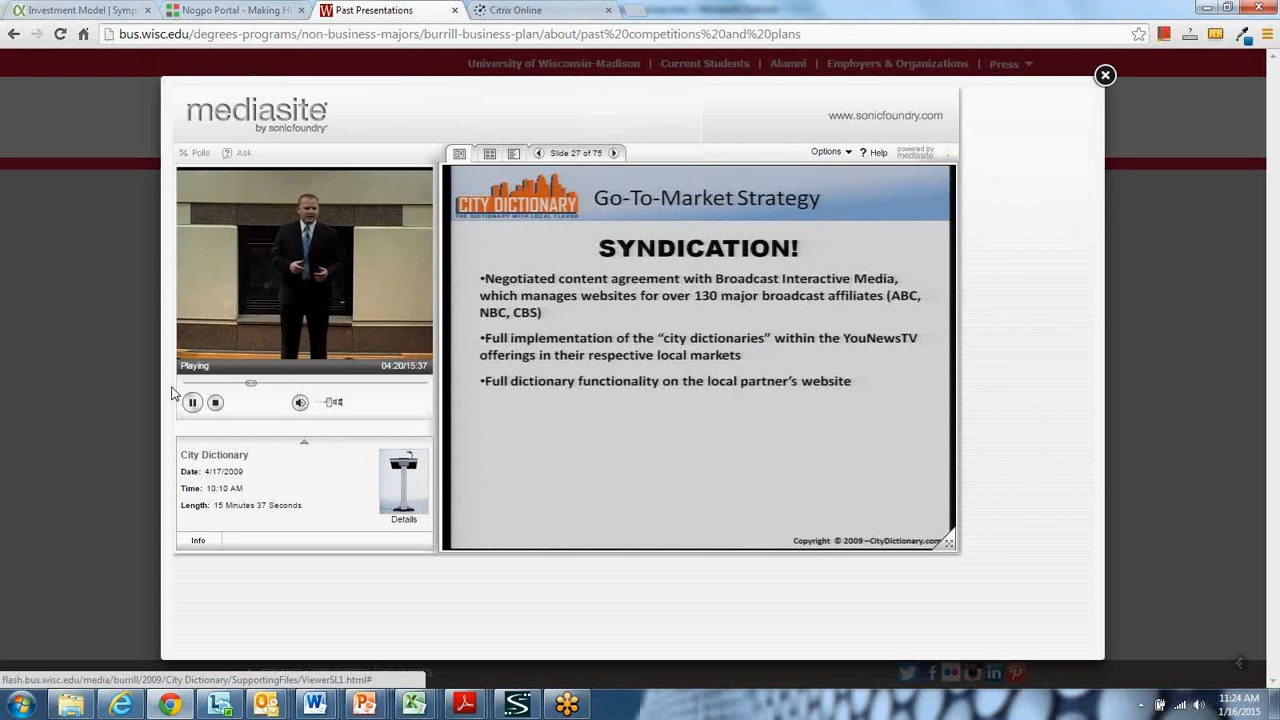 Investment Model | Symp
Nogpo Portal - Making H
Past Presentations
Citrix Online
bus.wisc.edu/degrees-programs/non-business-majors/burrill-business-plan/about/past%20competitions%20and%20plans
University of Wisconsin-Madison | Current Students | Alumni | Employers & Organizations | Press
mediasite
by sonicfoundry
www.sonicfoundry.com
Polls
Ask
Slide 27 of 75
Options
? Help
powered by
mediasite
CITY DICTIONARY
THE DICTIONARY WITH LOCAL FLAVOR
Go-To-Market Strategy
SYNDICATION!
•Negotiated content agreement with Broadcast Interactive Media,
which manages websites for over 130 major broadcast affiliates (ABC,
NBC, CBS)
•Full implementation of the “city dictionaries” within the YouNewsTV
offerings in their respective local markets
•Full dictionary functionality on the local partner’s website
Copyright © 2009 –CityDictionary.com
Playing
04:20/15:37
City Dictionary
Date: 4/17/2009
Time: 10:10 AM
Length: 15 Minutes 37 Seconds
Details
Info
flash.bus.wisc.edu/media/burrill/2009/City Dictionary/SupportingFiles/ViewerSL1.html#
11:24 AM
1/16/2015